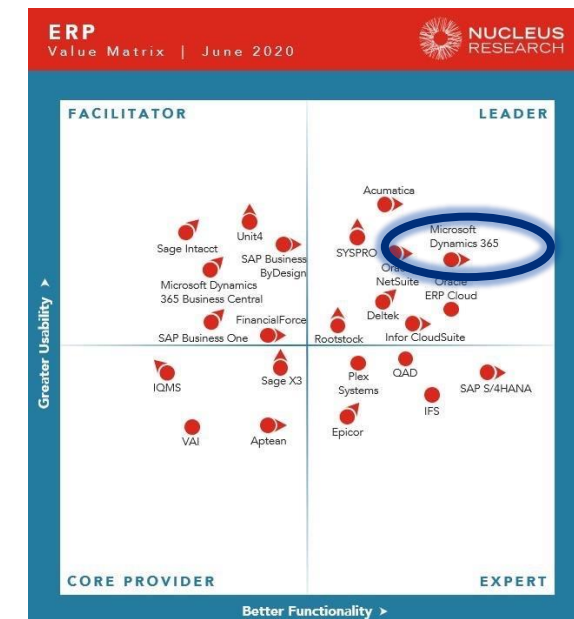 ERP
Value Matrix | June 2020
NUCLEUS
RESEARCH
FACILITATOR
LEADER
Acumatica
Unit4
Sage Intacct
SAP Business
ByDesign
SYSPRO
Microsoft
Dynamics 365
Microsoft Dynamics
365 Business Central
NetSuite
Oracle
ERP Cloud
FinancialForce
SAP Business One
Rootstock
Deltek
Infor CloudSuite
IQMS
Sage X3
Plex
Systems
QAD
SAP S/4HANA
IFS
VAI
Aptean
Epicor
Greater Usability >
CORE PROVIDER
EXPERT
Better Functionality >